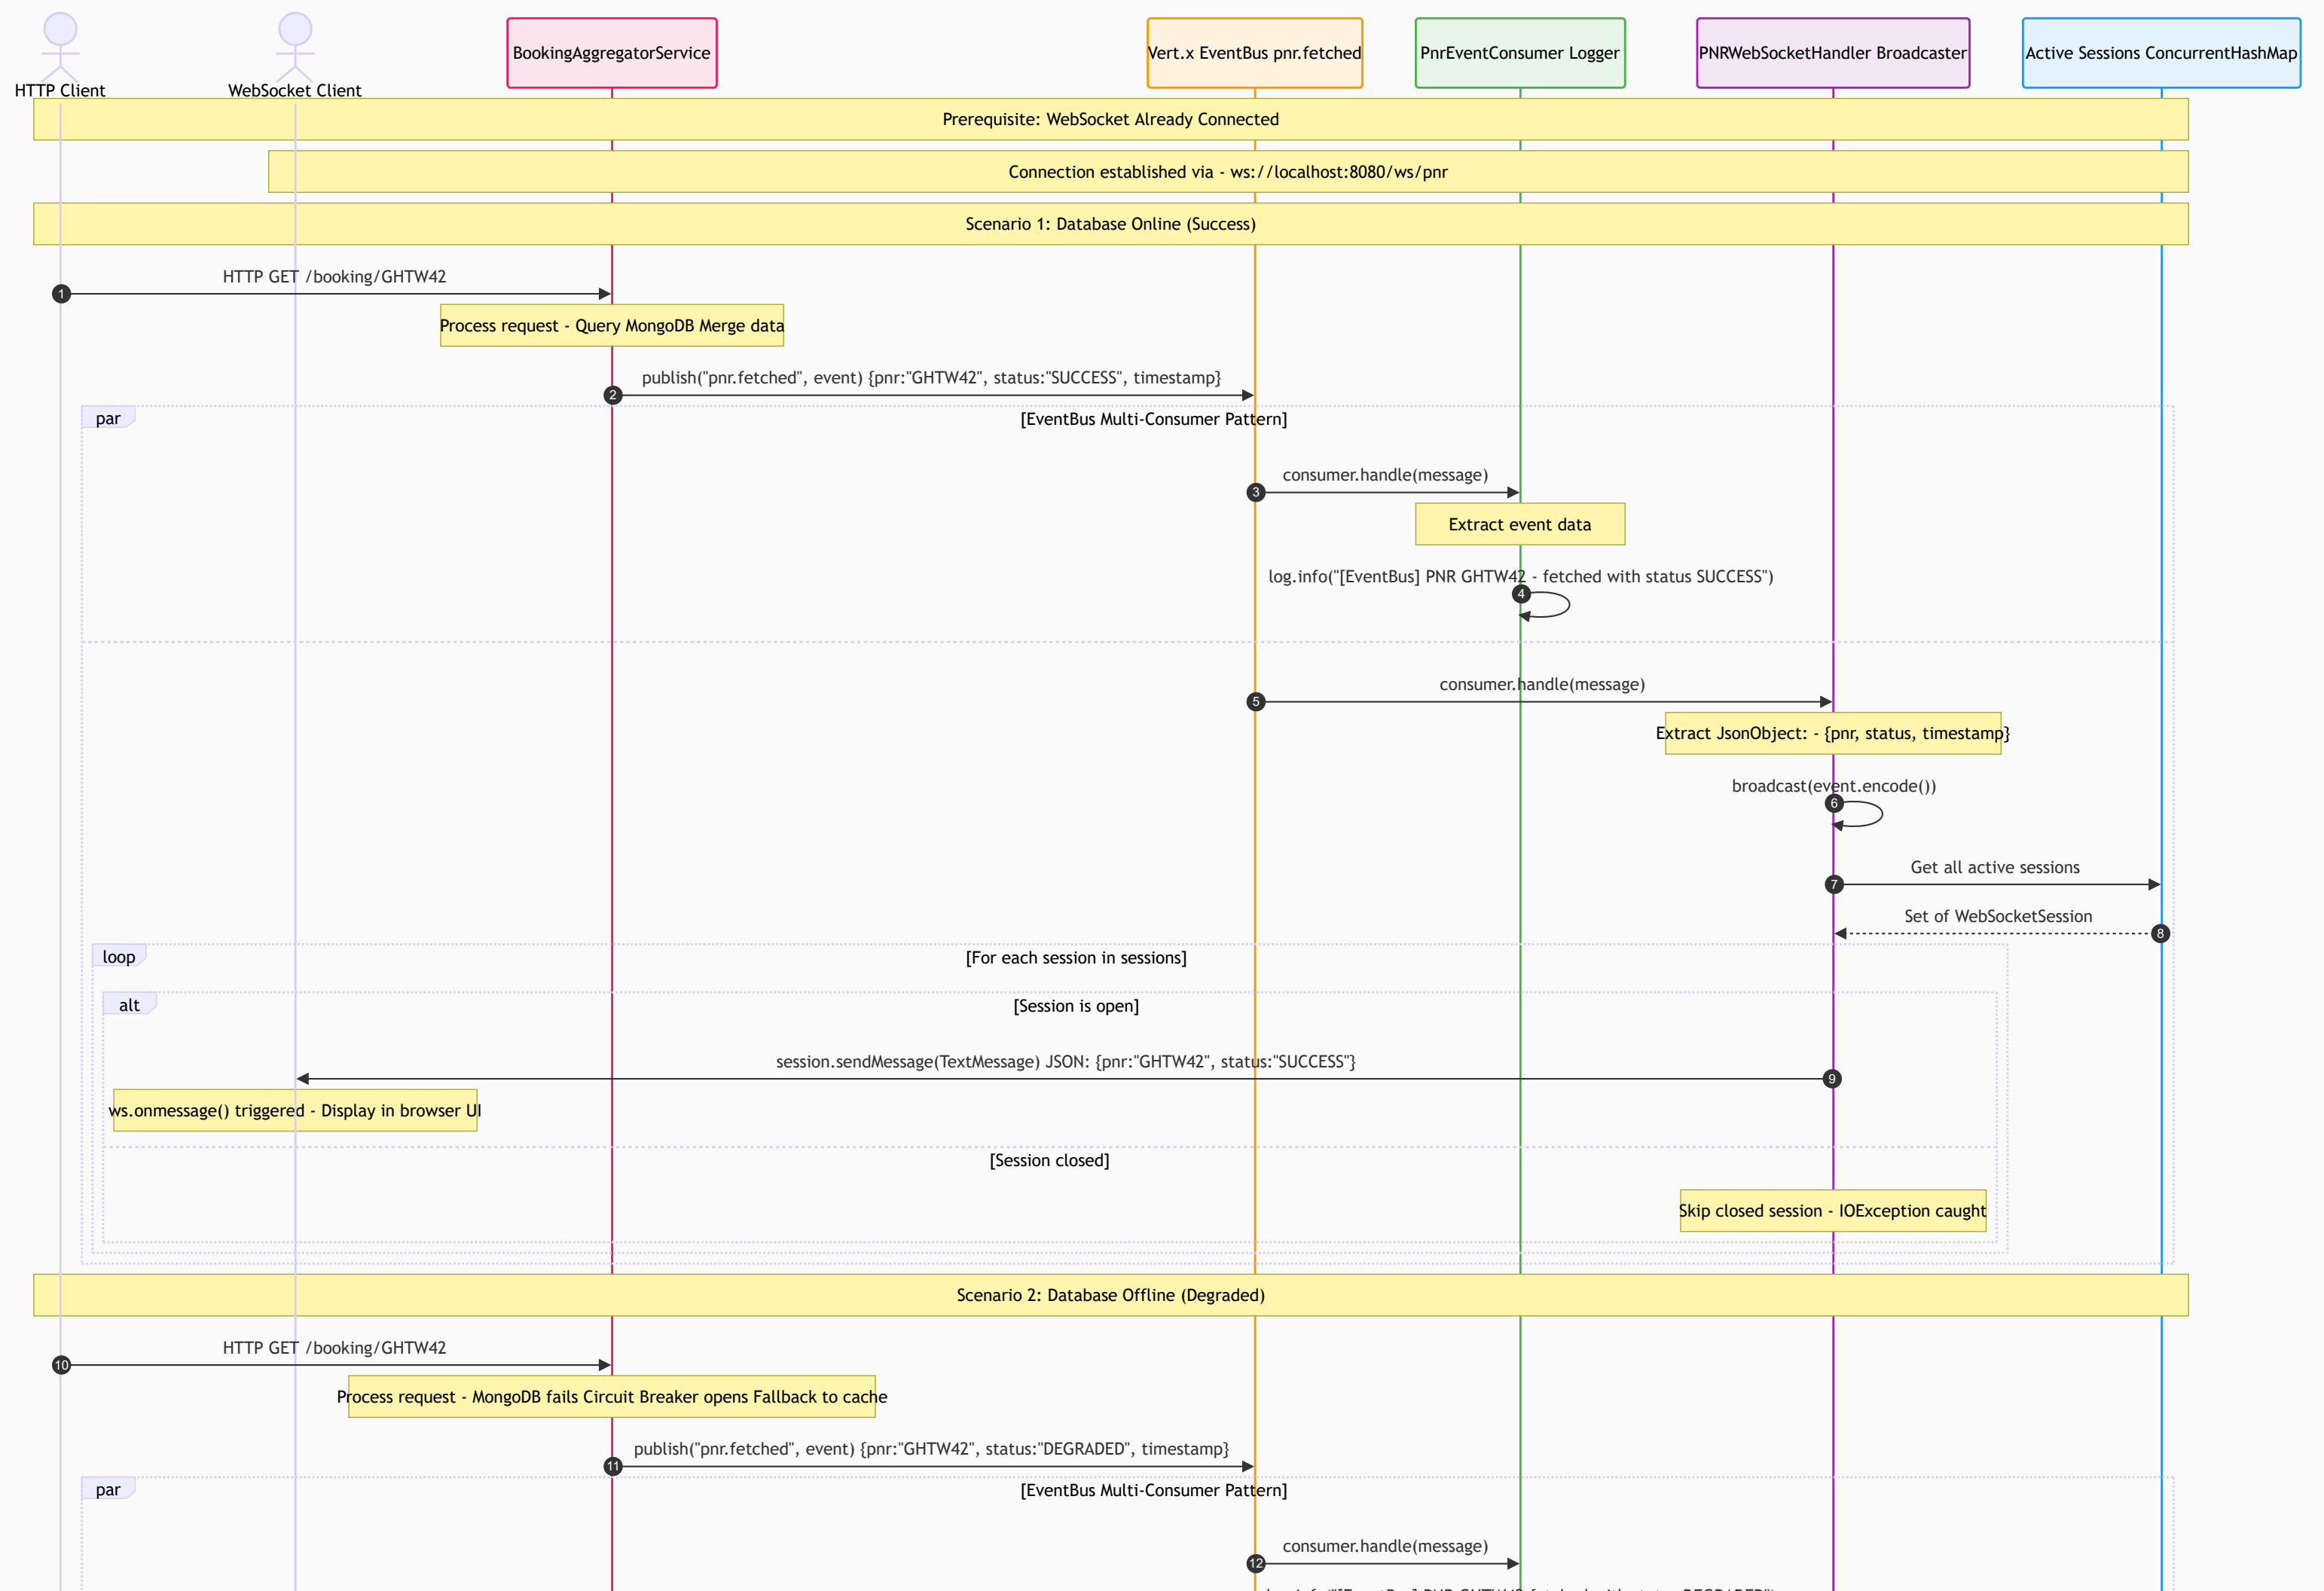 HTTP Client
WebSocket Client
BookingAggregatorService
Vert.x EventBus pnr.fetched
PnrEventConsumer Logger
PNRWebSocketHandler Broadcaster
Active Sessions ConcurrentHashMap
Prerequisite: WebSocket Already Connected
Connection established via - ws://localhost:8080/ws/pnr
Scenario 1: Database Online (Success)
HTTP GET /booking/GHTW42
1
Process request - Query MongoDB Merge data
publish("pnr.fetched", event) {pnr:"GHTW42", status:"SUCCESS", timestamp}
2
par
[EventBus Multi-Consumer Pattern]
consumer.handle(message)
3
Extract event data
log.info("[EventBus] PNR GHTW42 - fetched with status SUCCESS")
4
consumer.handle(message)
5
Extract JsonObject: - {pnr, status, timestamp}
broadcast(event.encode())
6
Get all active sessions
7
Set of WebSocketSession
8
loop
[For each session in sessions]
alt
[Session is open]
session.sendMessage(TextMessage) JSON: {pnr:"GHTW42", status:"SUCCESS"}
9
ws.onmessage() triggered - Display in browser UI
[Session closed]
Skip closed session - IOException caught
Scenario 2: Database Offline (Degraded)
HTTP GET /booking/GHTW42
10
Process request - MongoDB fails Circuit Breaker opens Fallback to cache
publish("pnr.fetched", event) {pnr:"GHTW42", status:"DEGRADED", timestamp}
11
par
[EventBus Multi-Consumer Pattern]
consumer.handle(message)
12